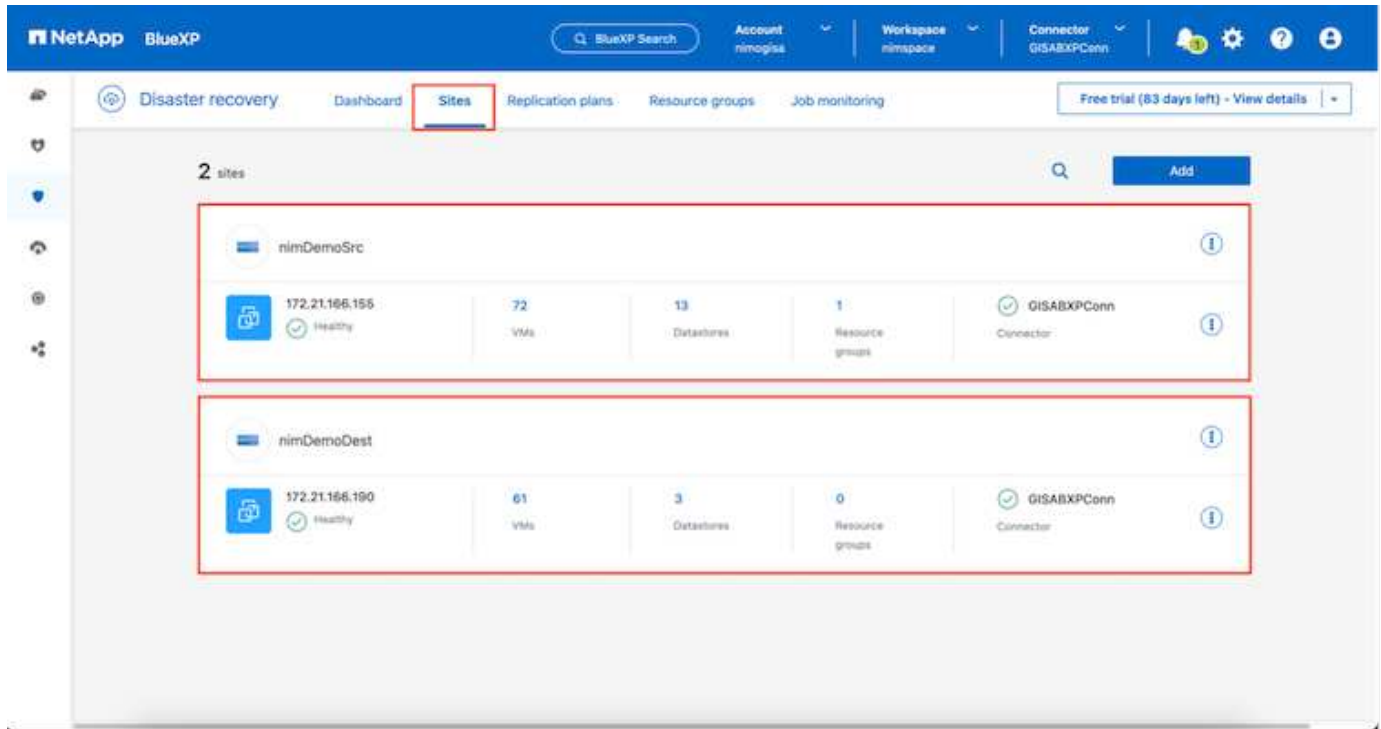 NetApp BlueXP
BlueXP Search
Account
nimogisa
Workspace
nimspace
Connector
GISABXPConn
1
Disaster recovery
Dashboard
Sites
Replication plans
Resource groups
Job monitoring
Free trial (83 days left) - View details
2 sites
Add
nimDemoSrc
172.21.166.155
Healthy
72
VMs
13
Datastores
1
Resource
groups
GISABXPConn
Connector
nimDemoDest
172.21.166.190
Healthy
61
VMs
3
Datastores
0
Resource
groups
GISABXPConn
Connector